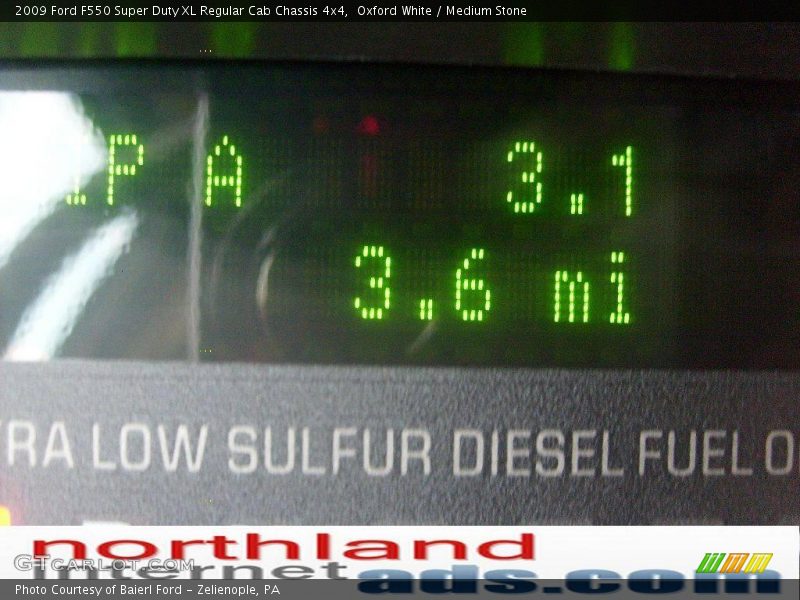 2009 Ford F550 Super Duty XL Regular Cab Chassis 4x4, Oxford White / Medium Stone
P A 3.1
3.6 mi
RA LOW SULFUR DIESEL FUEL O
northland
GTCarLot.com
internet ads.com
Photo Courtesy of Baierl Ford - Zelienople, PA